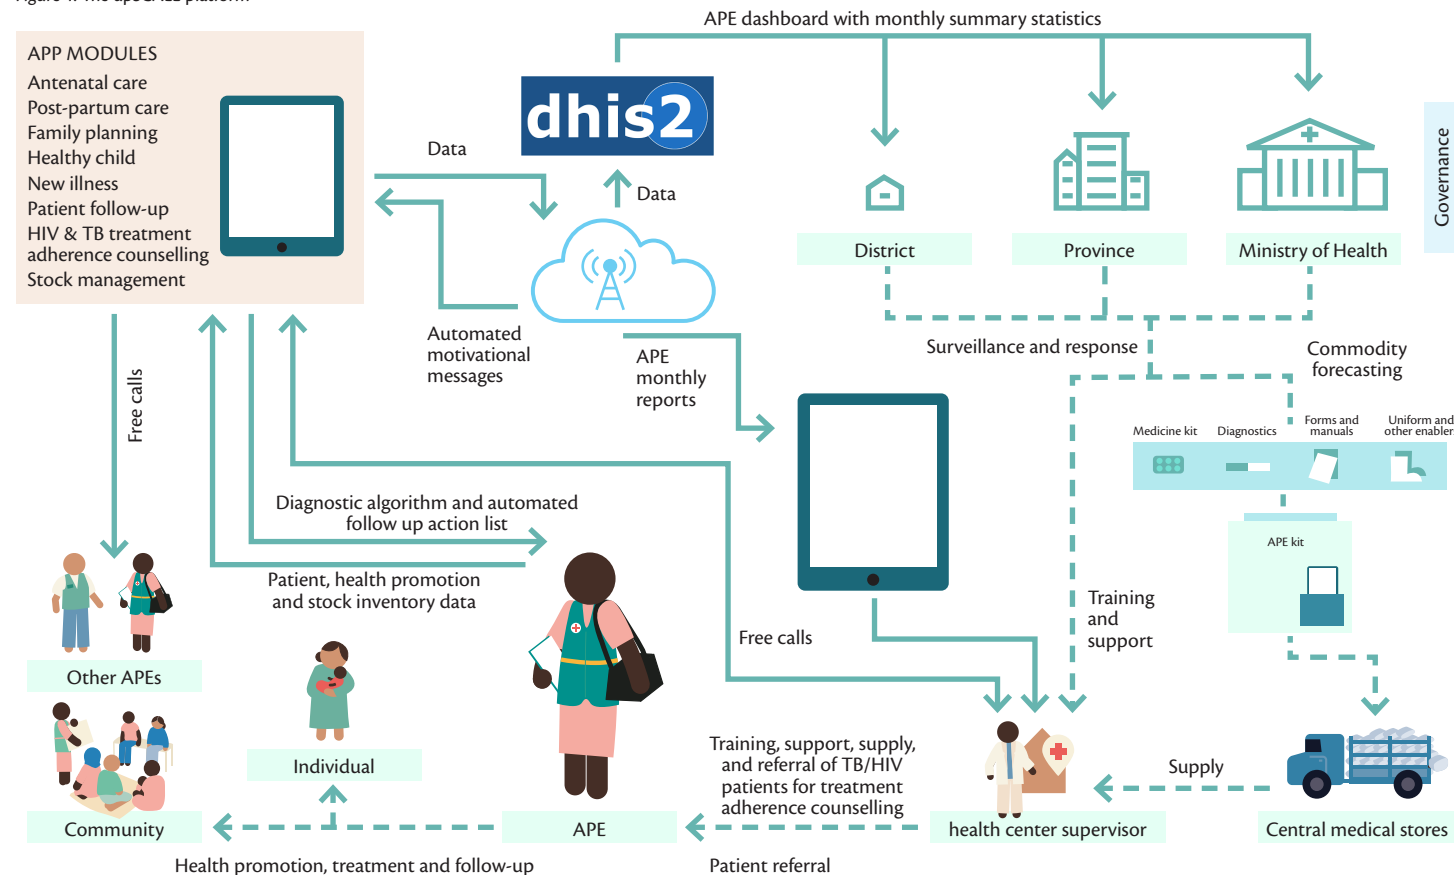 APE dashboard with monthly summary statistics
APP MODULES
Antenatal care
Post-partum care
Family planning
Healthy child
New illness
Patient follow-up
HIV & TB treatment
adherence counselling
Stock management
Data
dhis2
Data
Automated
motivational
messages
APE
monthly
reports
District
Province
Ministry of Health
Governance
Surveillance and response
Commodity
forecasting
Medicine kit
Diagnostics
Forms and
manuals
Uniform and
other enabler
APE kit
Free calls
Diagnostic algorithm and automated
follow up action list
Patient, health promotion
and stock inventory data
Free calls
Training
and
support
Other APEs
Individual
Community
APE
Training, support, supply,
and referral of TB/HIV
patients for treatment
adherence counselling
health center supervisor
Supply
Central medical stores
Health promotion, treatment and follow-up
Patient referral